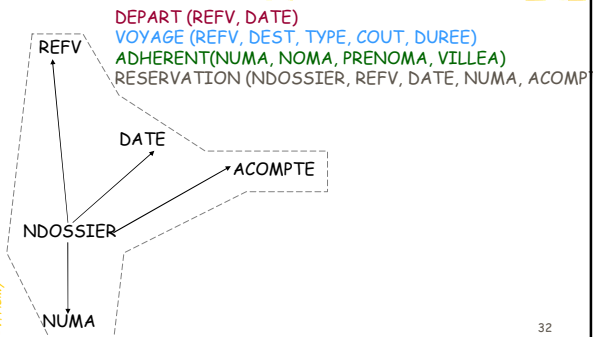 DEPART (REFV, DATE)
VOYAGE (REFV, DEST, TYPE, COUT, DUREE)
ADHERENT(NUMA, NOMA, PRENOMA, VILLEA)
RESERVATION (NDOSSIER, REFV, DATE, NUMA, ACOMP
REFV
DATE
ACOMPTE
NDOSSIER
NUMA
32